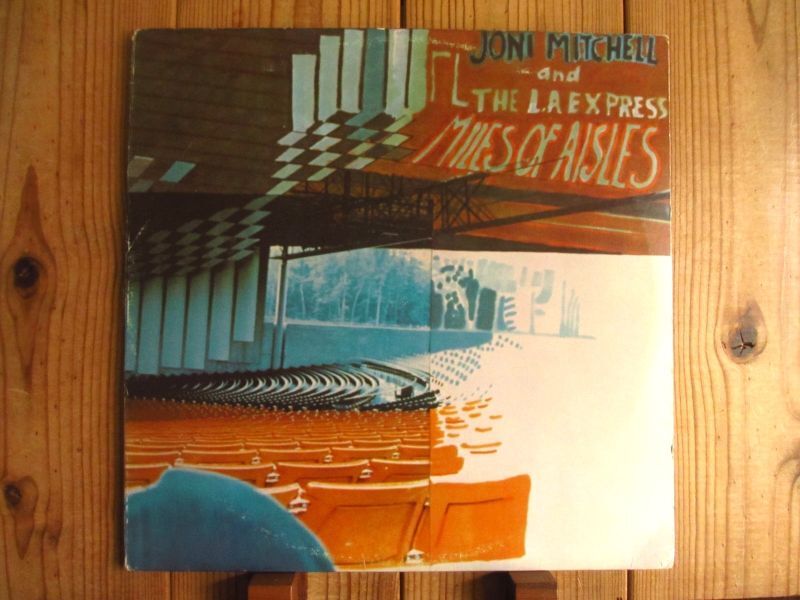 JONI MITCHELL
and
THE L.A EXPRESS
MILES OF AISLES